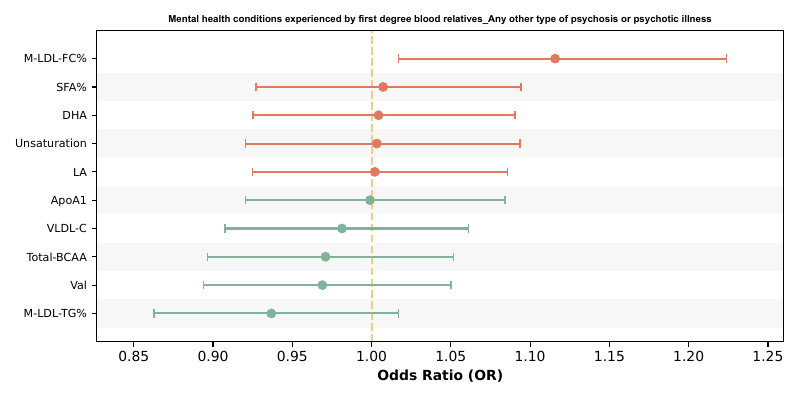 Mental health conditions experienced by first degree blood relatives_Any other type of psychosis or psychotic illness
M-LDL-FC%
SFA%
DHA
Unsaturation
LA
ApoA1
VLDL-C
Total-BCAA
Val
M-LDL-TG%
0.85 0.90 0.95 1.00 1.05 1.10 1.15 1.20 1.25
Odds Ratio (OR)